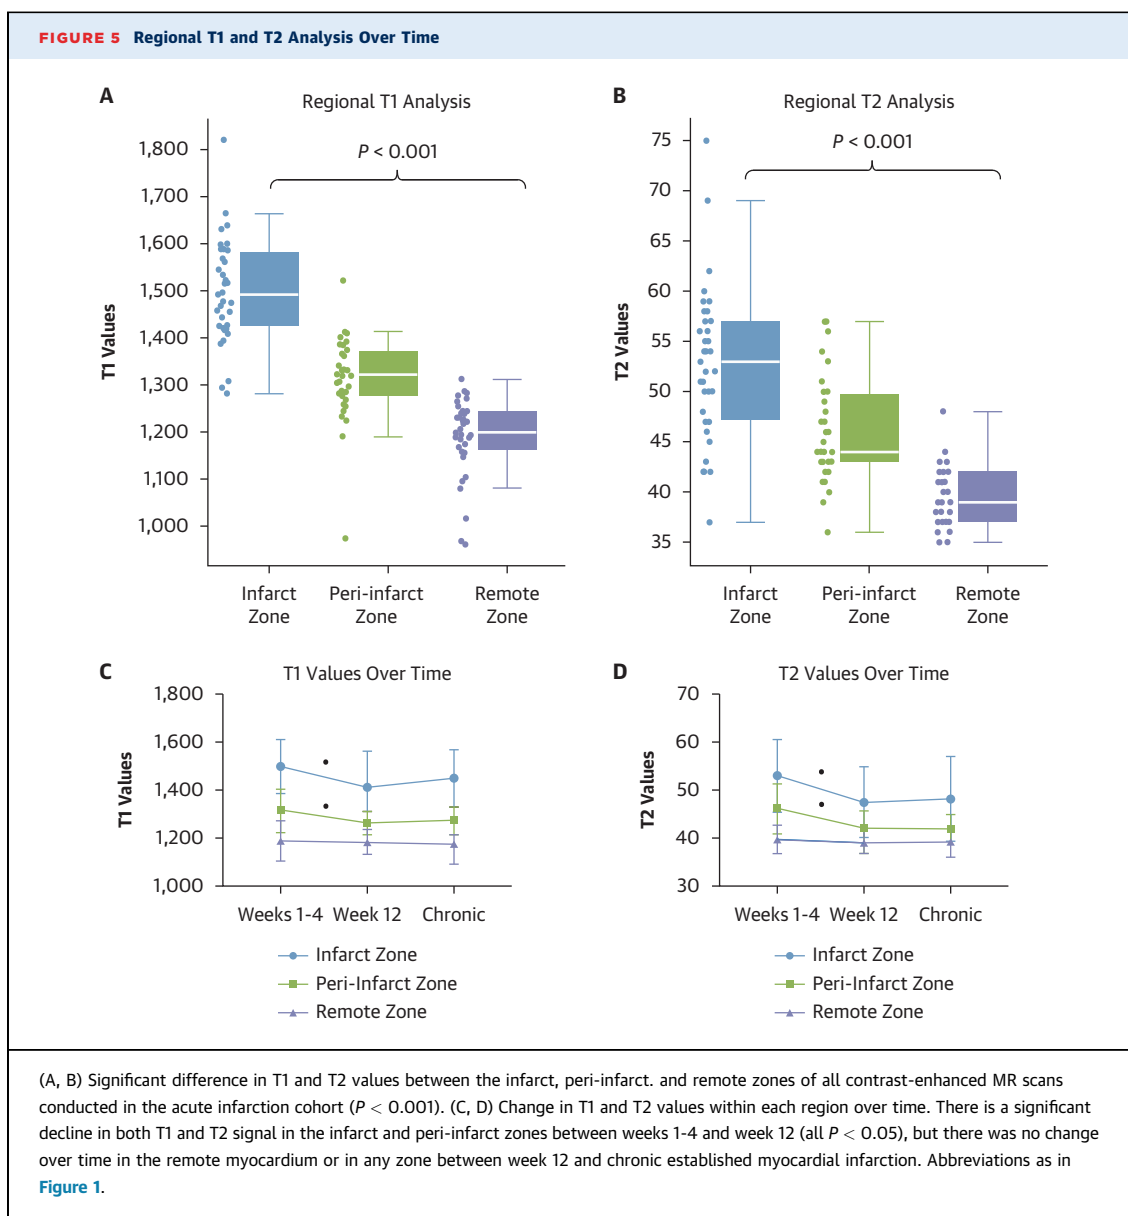 FIGURE 5 Regional T1 and T2 Analysis Over Time
A
Regional T1 Analysis
T1 Values
1,800
1,700
1,600
1,500
1,400
1,300
1,200
1,100
1,000
P < 0.001
Infarct
Zone
Peri-infarct
Zone
Remote
Zone
B
Regional T2 Analysis
T2 Values
75
70
65
60
55
50
45
40
35
P < 0.001
Infarct
Zone
Peri-infarct
Zone
Remote
Zone
C
T1 Values Over Time
T1 Values
1,800
1,600
1,400
1,200
1,000
Weeks 1-4 Week 12 Chronic
Infarct Zone
Peri-Infarct Zone
Remote Zone
D
T2 Values Over Time
T2 Values
70
60
50
40
30
Weeks 1-4 Week 12 Chronic
Infarct Zone
Peri-Infarct Zone
Remote Zone
(A, B) Significant difference in T1 and T2 values between the infarct, peri-infarct. and remote zones of all contrast-enhanced MR scans
conducted in the acute infarction cohort (P < 0.001). (C, D) Change in T1 and T2 values within each region over time. There is a significant
decline in both T1 and T2 signal in the infarct and peri-infarct zones between weeks 1-4 and week 12 (all P < 0.05), but there was no change
over time in the remote myocardium or in any zone between week 12 and chronic established myocardial infarction. Abbreviations as in
Figure 1.